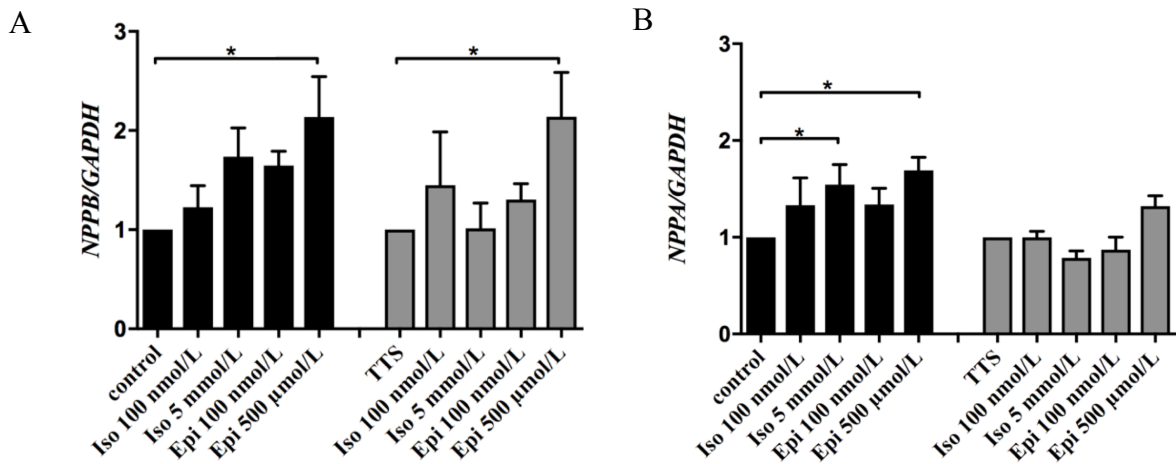 A
NPPB/GAPDH
3
2
1
0
*
*
control
Iso 100 nmol/L
Iso 5 mmol/L
Epi 100 nmol/L
Epi 500 µmol/L
TTS
Iso 100 nmol/L
Iso 5 mmol/L
Epi 100 nmol/L
Epi 500 µmol/L
B
NPPA/GAPDH
3
2
1
0
*
*
control
Iso 100 nmol/L
Iso 5 mmol/L
Epi 100 nmol/L
Epi 500 µmol/L
TTS
Iso 100 nmol/L
Iso 5 mmol/L
Epi 100 nmol/L
Epi 500 µmol/L